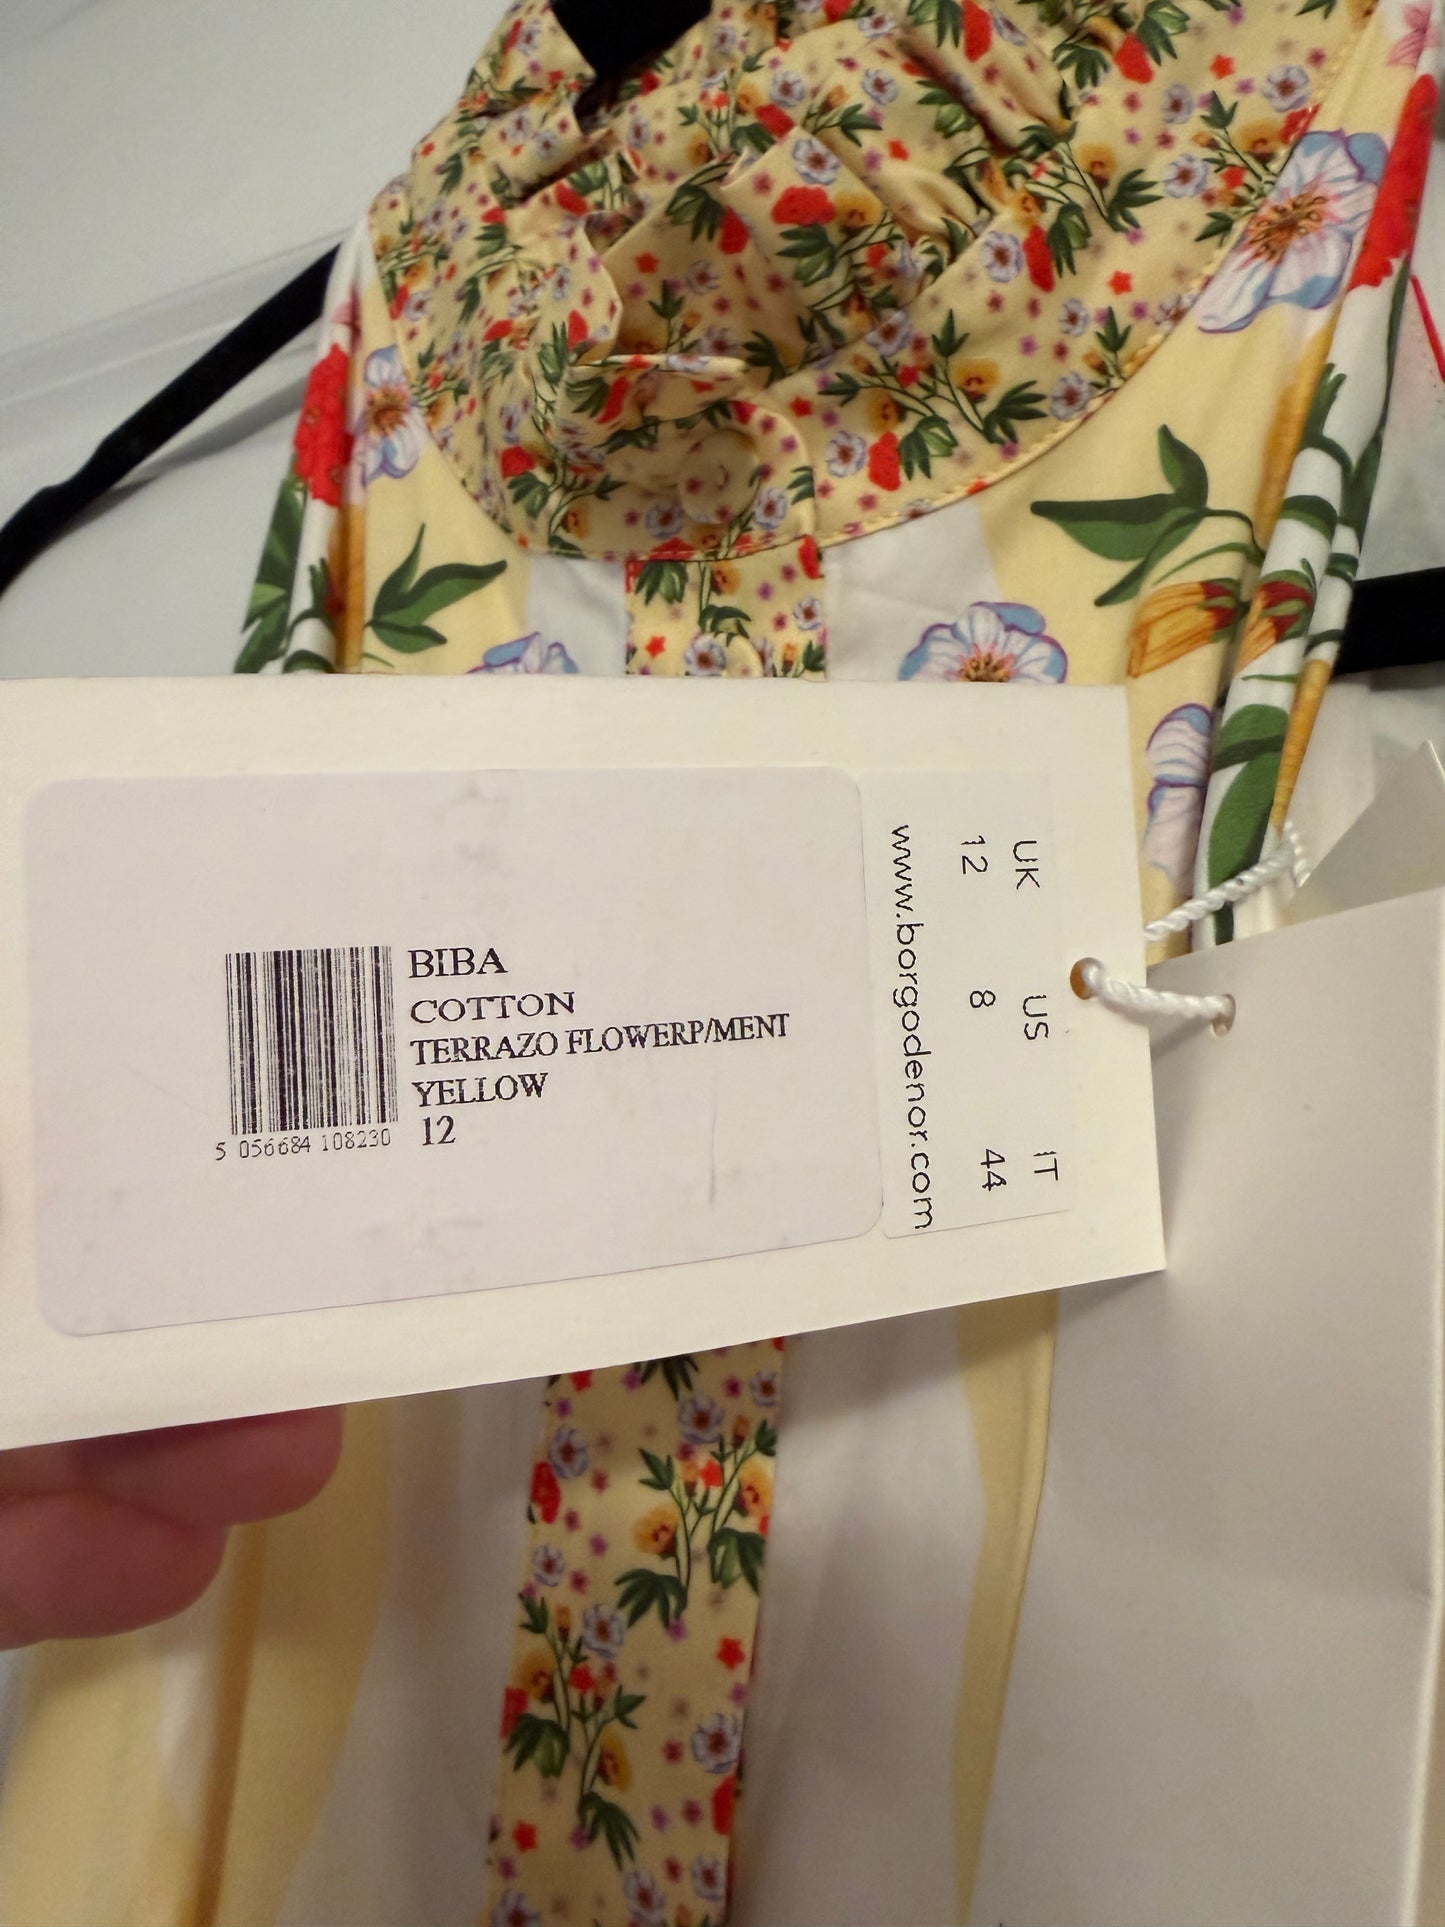 BIBA
COTTON
TERRAZO FLOWERP/MENT
YELLOW
12
5 056684 108230
UK US IT
12 8 44
www.borgodenor.com